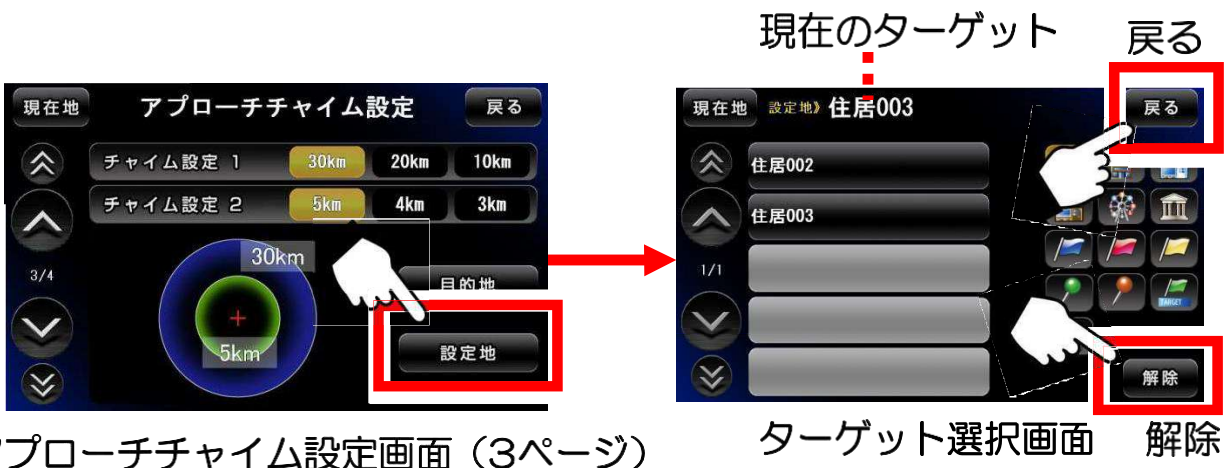 現在のターゲット
戻る
現在地
アプローチチャイム設定
戻る
チャイム設定 1
30km
20km
10km
チャイム設定 2
5km
4km
3km
30km
5km
3/4
目的地
設定地
アプローチチャイム設定画面（3ページ）
現在地
設定地》住居003
戻る
住居002
住居003
1/1
TARGET
解除
ターゲット選択画面
解除